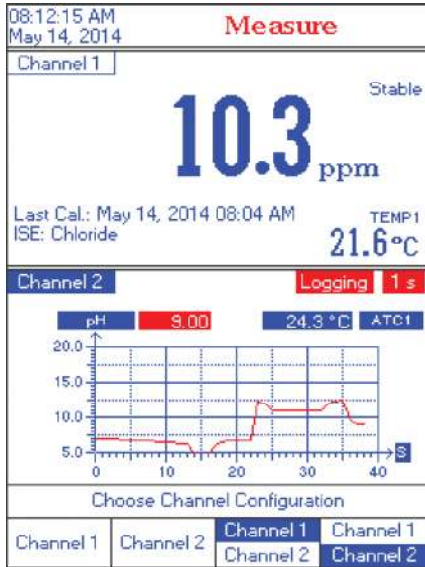 08:12:15 AM
May 14, 2014
Measure
Channel 1
Stable
10.3 ppm
Last Cal.: May 14, 2014 08:04 AM
ISE: Chloride
TEMP1
21.6°C
Channel 2
Logging 1 s
pH 9.00 24.3 °C ATC1
20.0
15.0
10.0
5.0
0 10 20 30 40 S
Choose Channel Configuration
Channel 1
Channel 2
Channel 1
Channel 2
Channel 1
Channel 2